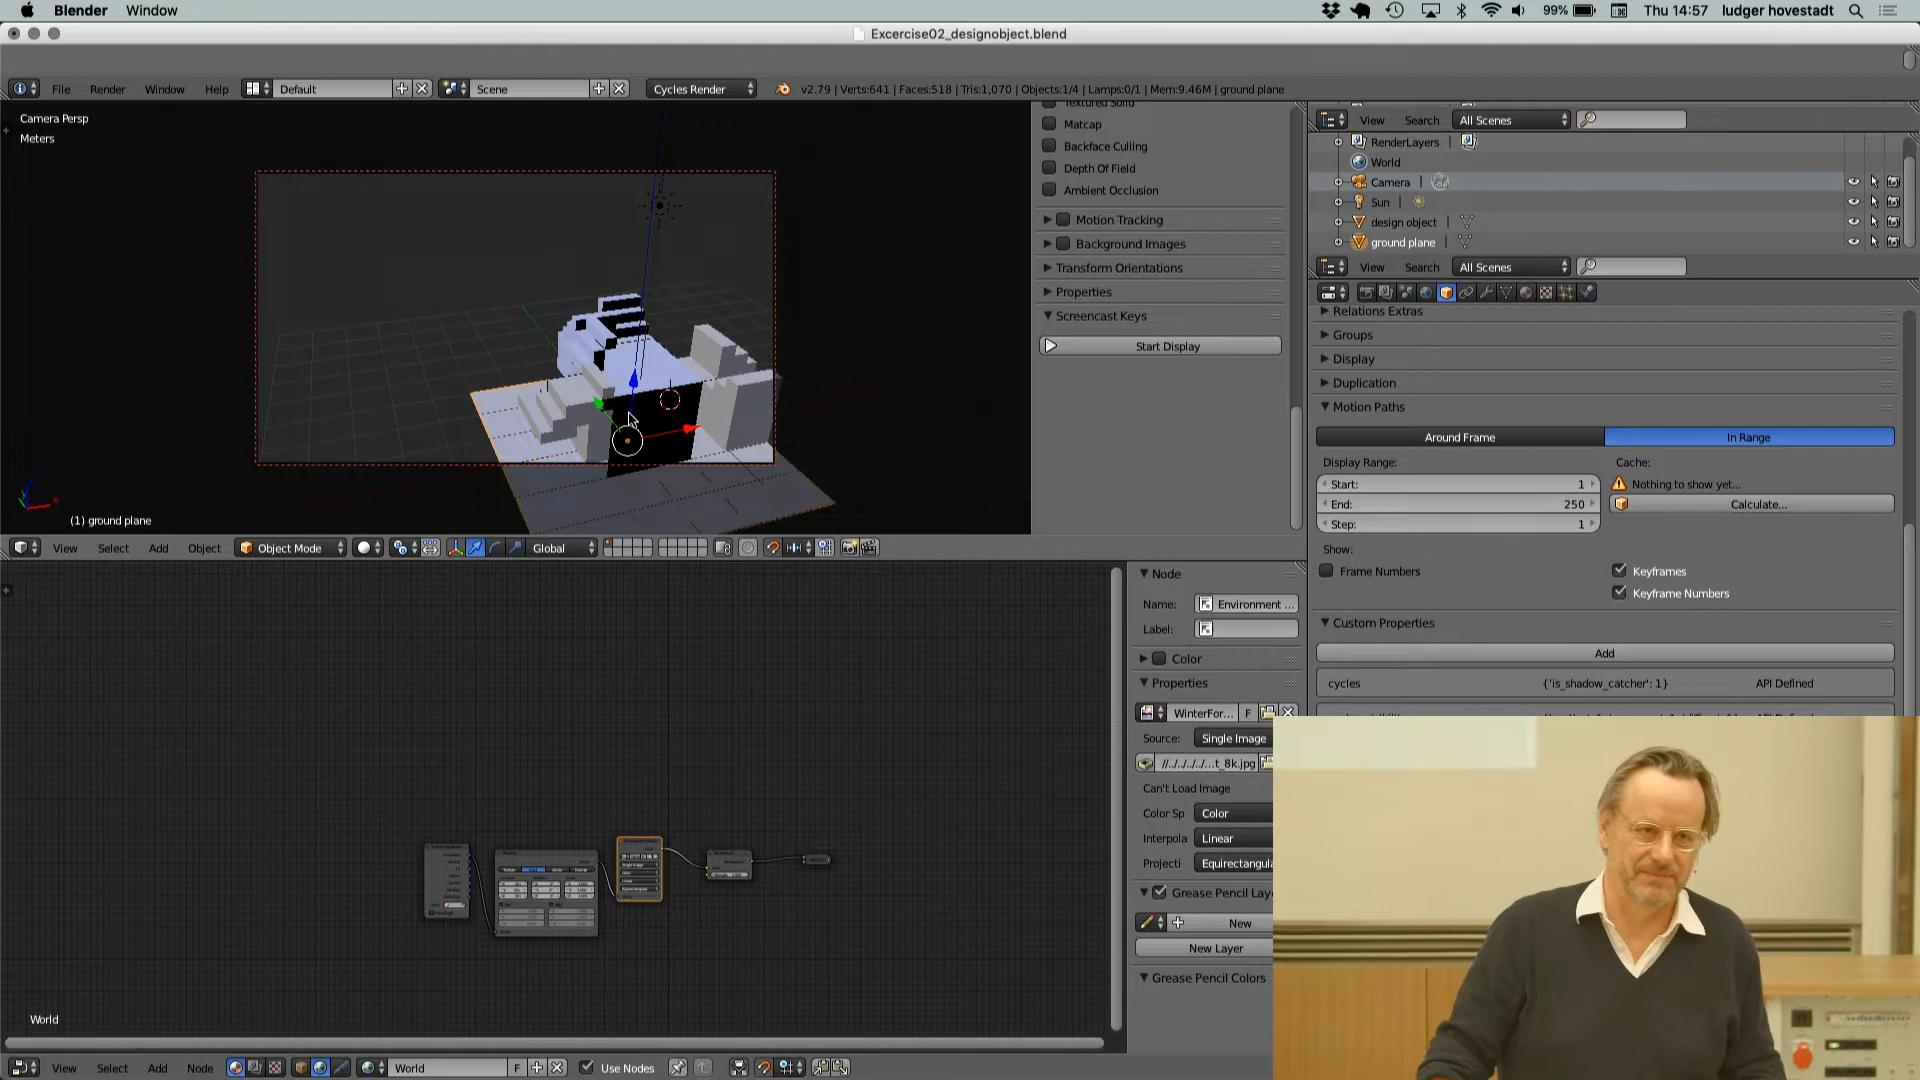 Blender Window 99% Thu 14:57 ludger hovestadt
Excercise02_designobject.blend
File Render Window Help Default Scene Cycles Render v2.79 | Verts:641 | Faces:518 | Tris:1,070 | Objects:1/4 | Lamps:0/1 | Mem:9.46M | ground plane
Camera Persp
Meters
(1) ground plane
Textured Solid
Matcap
Backface Culling
Depth Of Field
Ambient Occlusion
Motion Tracking
Background Images
Transform Orientations
Properties
Screencast Keys
Start Display
View Search All Scenes
RenderLayers
World
Camera
Sun
design object
ground plane
View Search All Scenes
Relations Extras
Groups
Display
Duplication
Motion Paths
Around Frame In Range
Display Range: Cache:
Start: 1 Nothing to show yet...
End: 250 Calculate...
Step: 1
Show:
Frame Numbers Keyframes
Keyframe Numbers
Custom Properties
Add
cycles {'is_shadow_catcher': 1} API Defined
View Select Add Object Object Mode Global
Node
Name: Environment ...
Label:
Color
Properties
WinterFor... F
Source: Single Image
//../../../../...t_8k.jpg
Can't Load Image
Color Sp Color
Interpola Linear
Projecti Equirectangula
Grease Pencil Laye
New
New Layer
Grease Pencil Colors
World
View Select Add Node World F Use Nodes